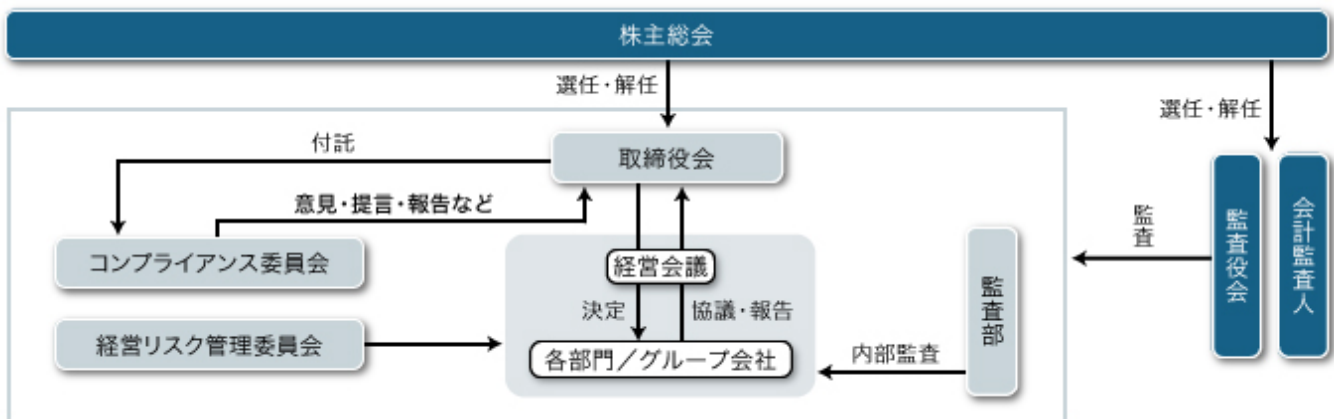 株主総会
選任・解任
選任・解任
付託
取締役会
意見・提言・報告など
監査
監査役会
会計監査人
コンプライアンス委員会
経営会議
監査部
決定
協議・報告
経営リスク管理委員会
各部門／グループ会社
内部監査